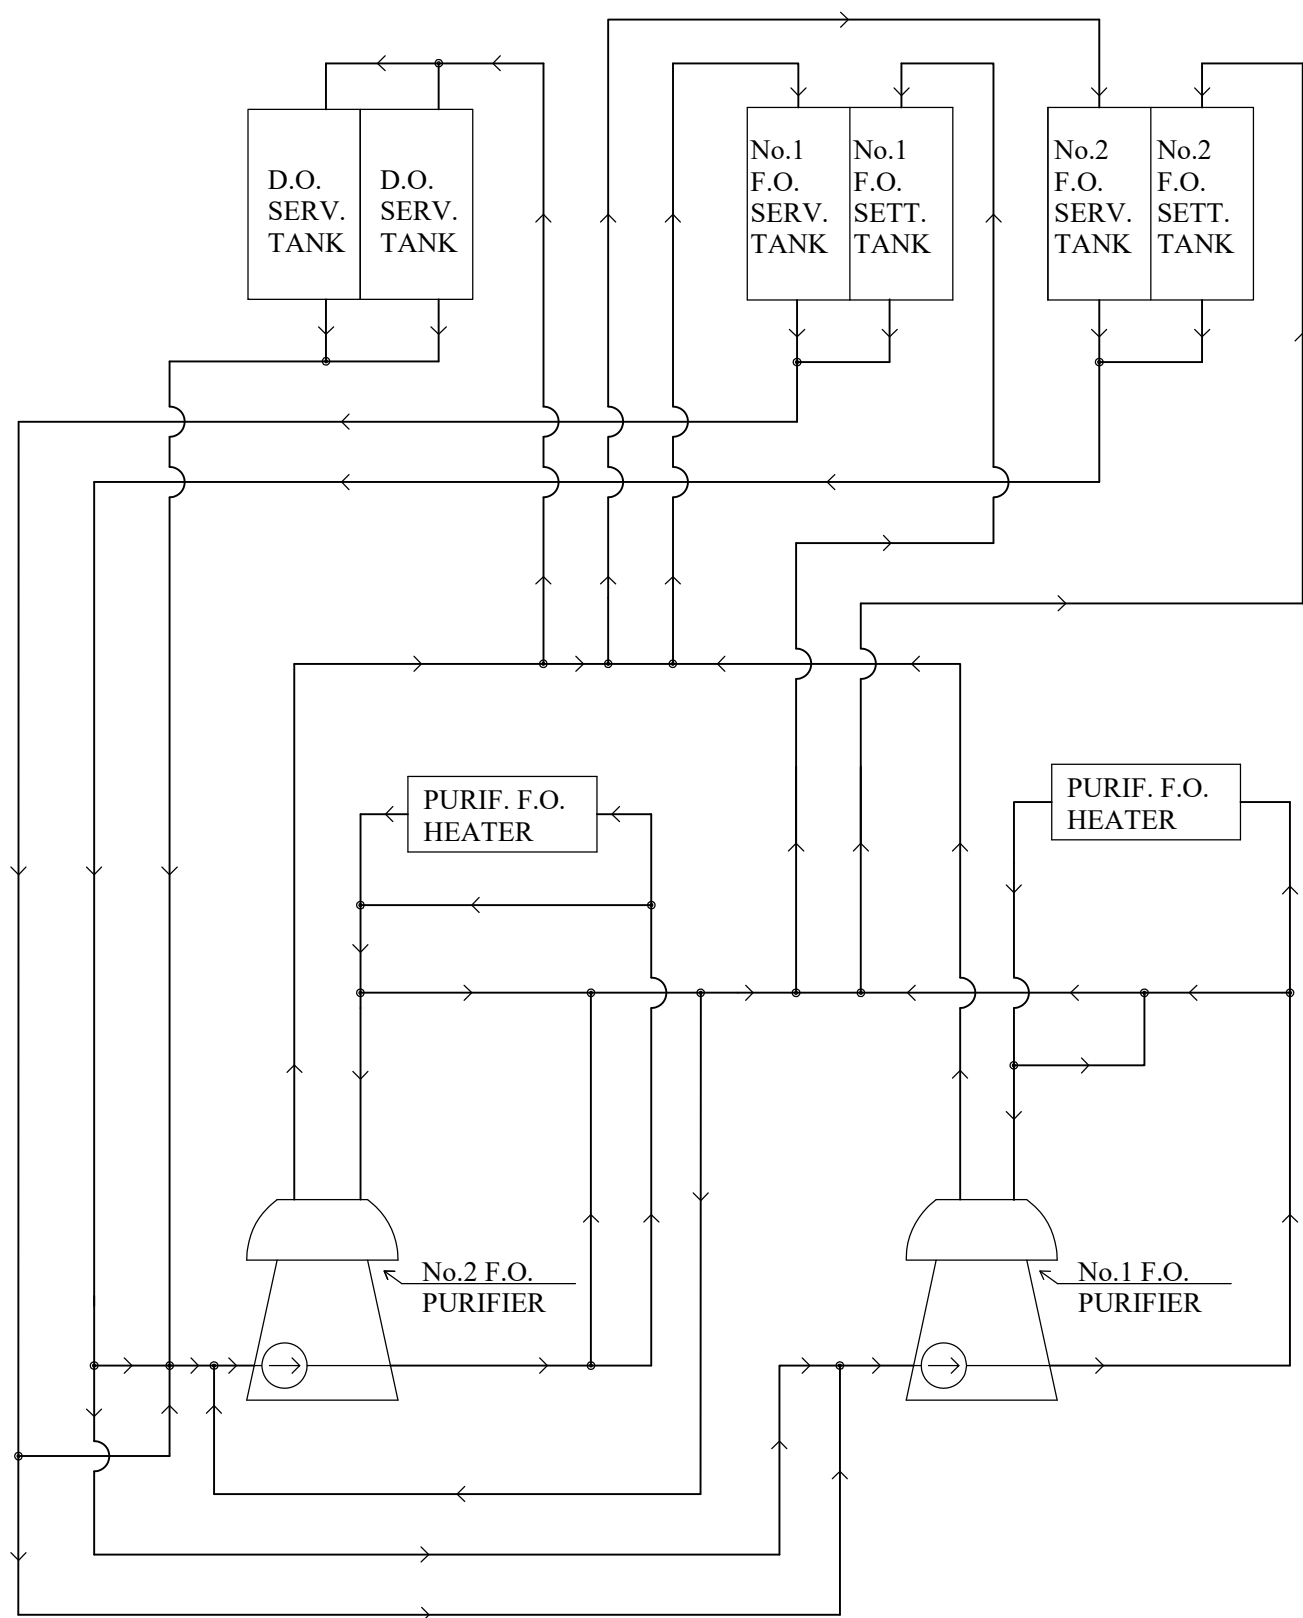 D.O.
SERV.
TANK
D.O.
SERV.
TANK
No.1
F.O.
SERV.
TANK
No.1
F.O.
SETT.
TANK
No.2
F.O.
SERV.
TANK
No.2
F.O.
SETT.
TANK
PURIF. F.O.
HEATER
PURIF. F.O.
HEATER
No.2 F.O.
PURIFIER
No.1 F.O.
PURIFIER